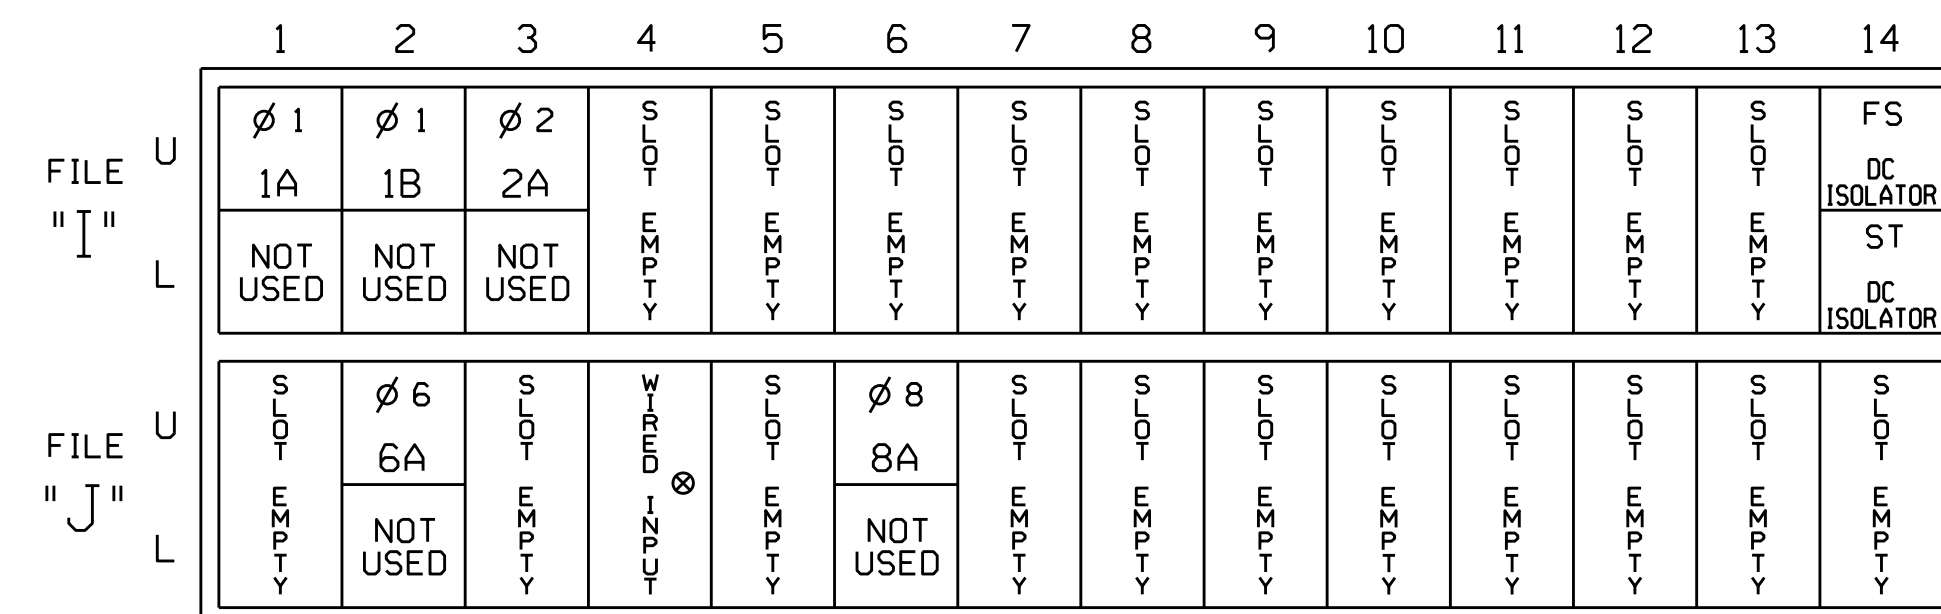 1 2 3 4 5 6 7 8 9 10 11 12 13 14
FILE "I"
U
L
Ø 1
1A
NOT
USED
Ø 1
1B
NOT
USED
Ø 2
2A
NOT
USED
SLOT EMPTY
SLOT EMPTY
SLOT EMPTY
SLOT EMPTY
SLOT EMPTY
SLOT EMPTY
SLOT EMPTY
SLOT EMPTY
SLOT EMPTY
SLOT EMPTY
FS
DC
ISOLATOR
ST
DC
ISOLATOR
FILE "J"
U
L
SLOT EMPTY
Ø 6
6A
NOT
USED
SLOT EMPTY
WIRED INPUT
⊗
SLOT EMPTY
Ø 8
8A
NOT
USED
SLOT EMPTY
SLOT EMPTY
SLOT EMPTY
SLOT EMPTY
SLOT EMPTY
SLOT EMPTY
SLOT EMPTY
SLOT EMPTY